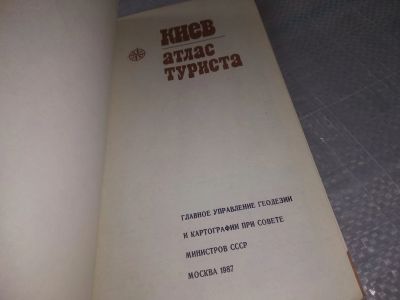 Киев
атлас
туриста
ГЛАВНОЕ УПРАВЛЕНИЕ ГЕОДЕЗИИ
И КАРТОГРАФИИ ПРИ СОВЕТЕ
МИНИСТРОВ СССР
МОСКВА 1987